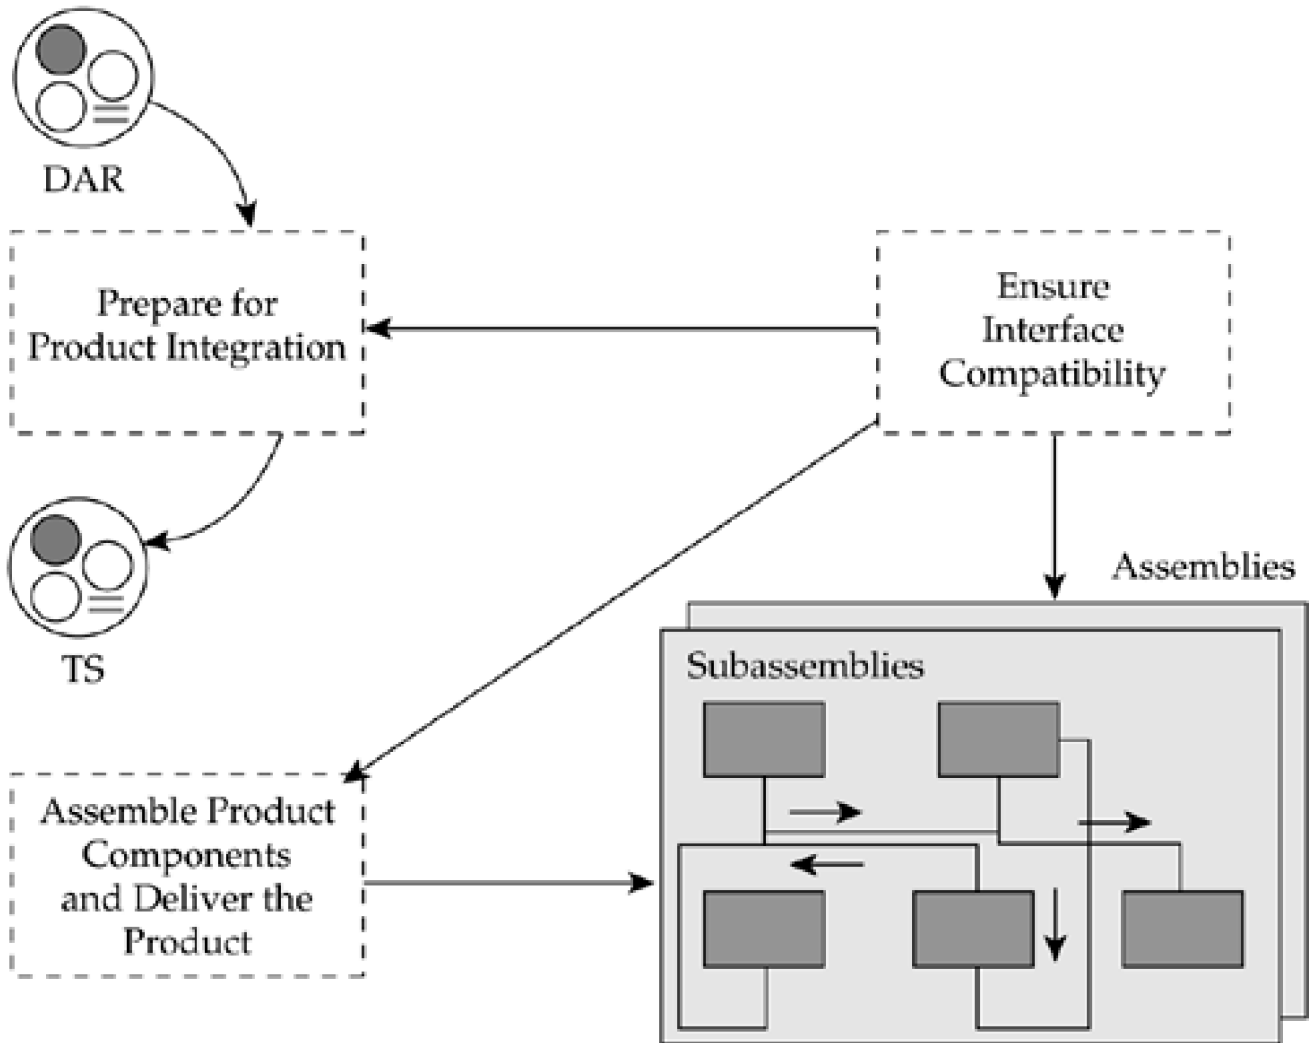 DAR
Prepare for
Product Integration
Ensure
Interface
Compatibility
TS
Assemblies
Subassemblies
Assemble Product
Components
and Deliver the
Product